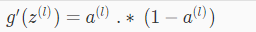 g′(z^{(l)}) = a^{(l)} .∗ (1 − a^{(l)})